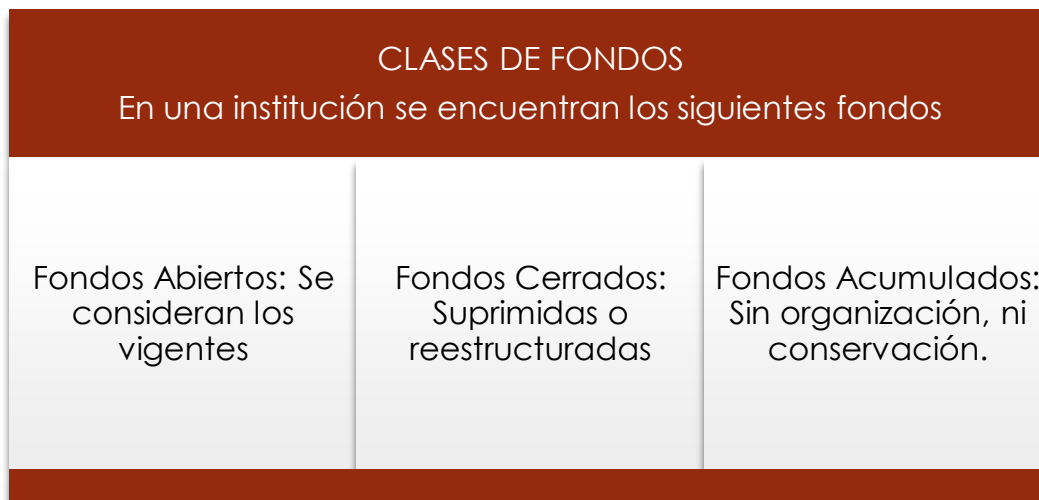 CLASES DE FONDOS
En una institución se encuentran los siguientes fondos
Fondos Abiertos: Se
consideran los
vigentes
Fondos Cerrados:
Suprimidas o
reestructuradas
Fondos Acumulados:
Sin organización, ni
conservación.